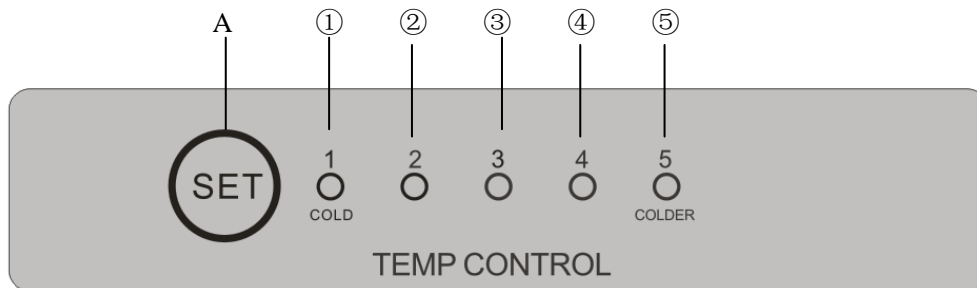 A ① ② ③ ④ ⑤
1 2 3 4 5
SET
COLD COLDER
TEMP CONTROL